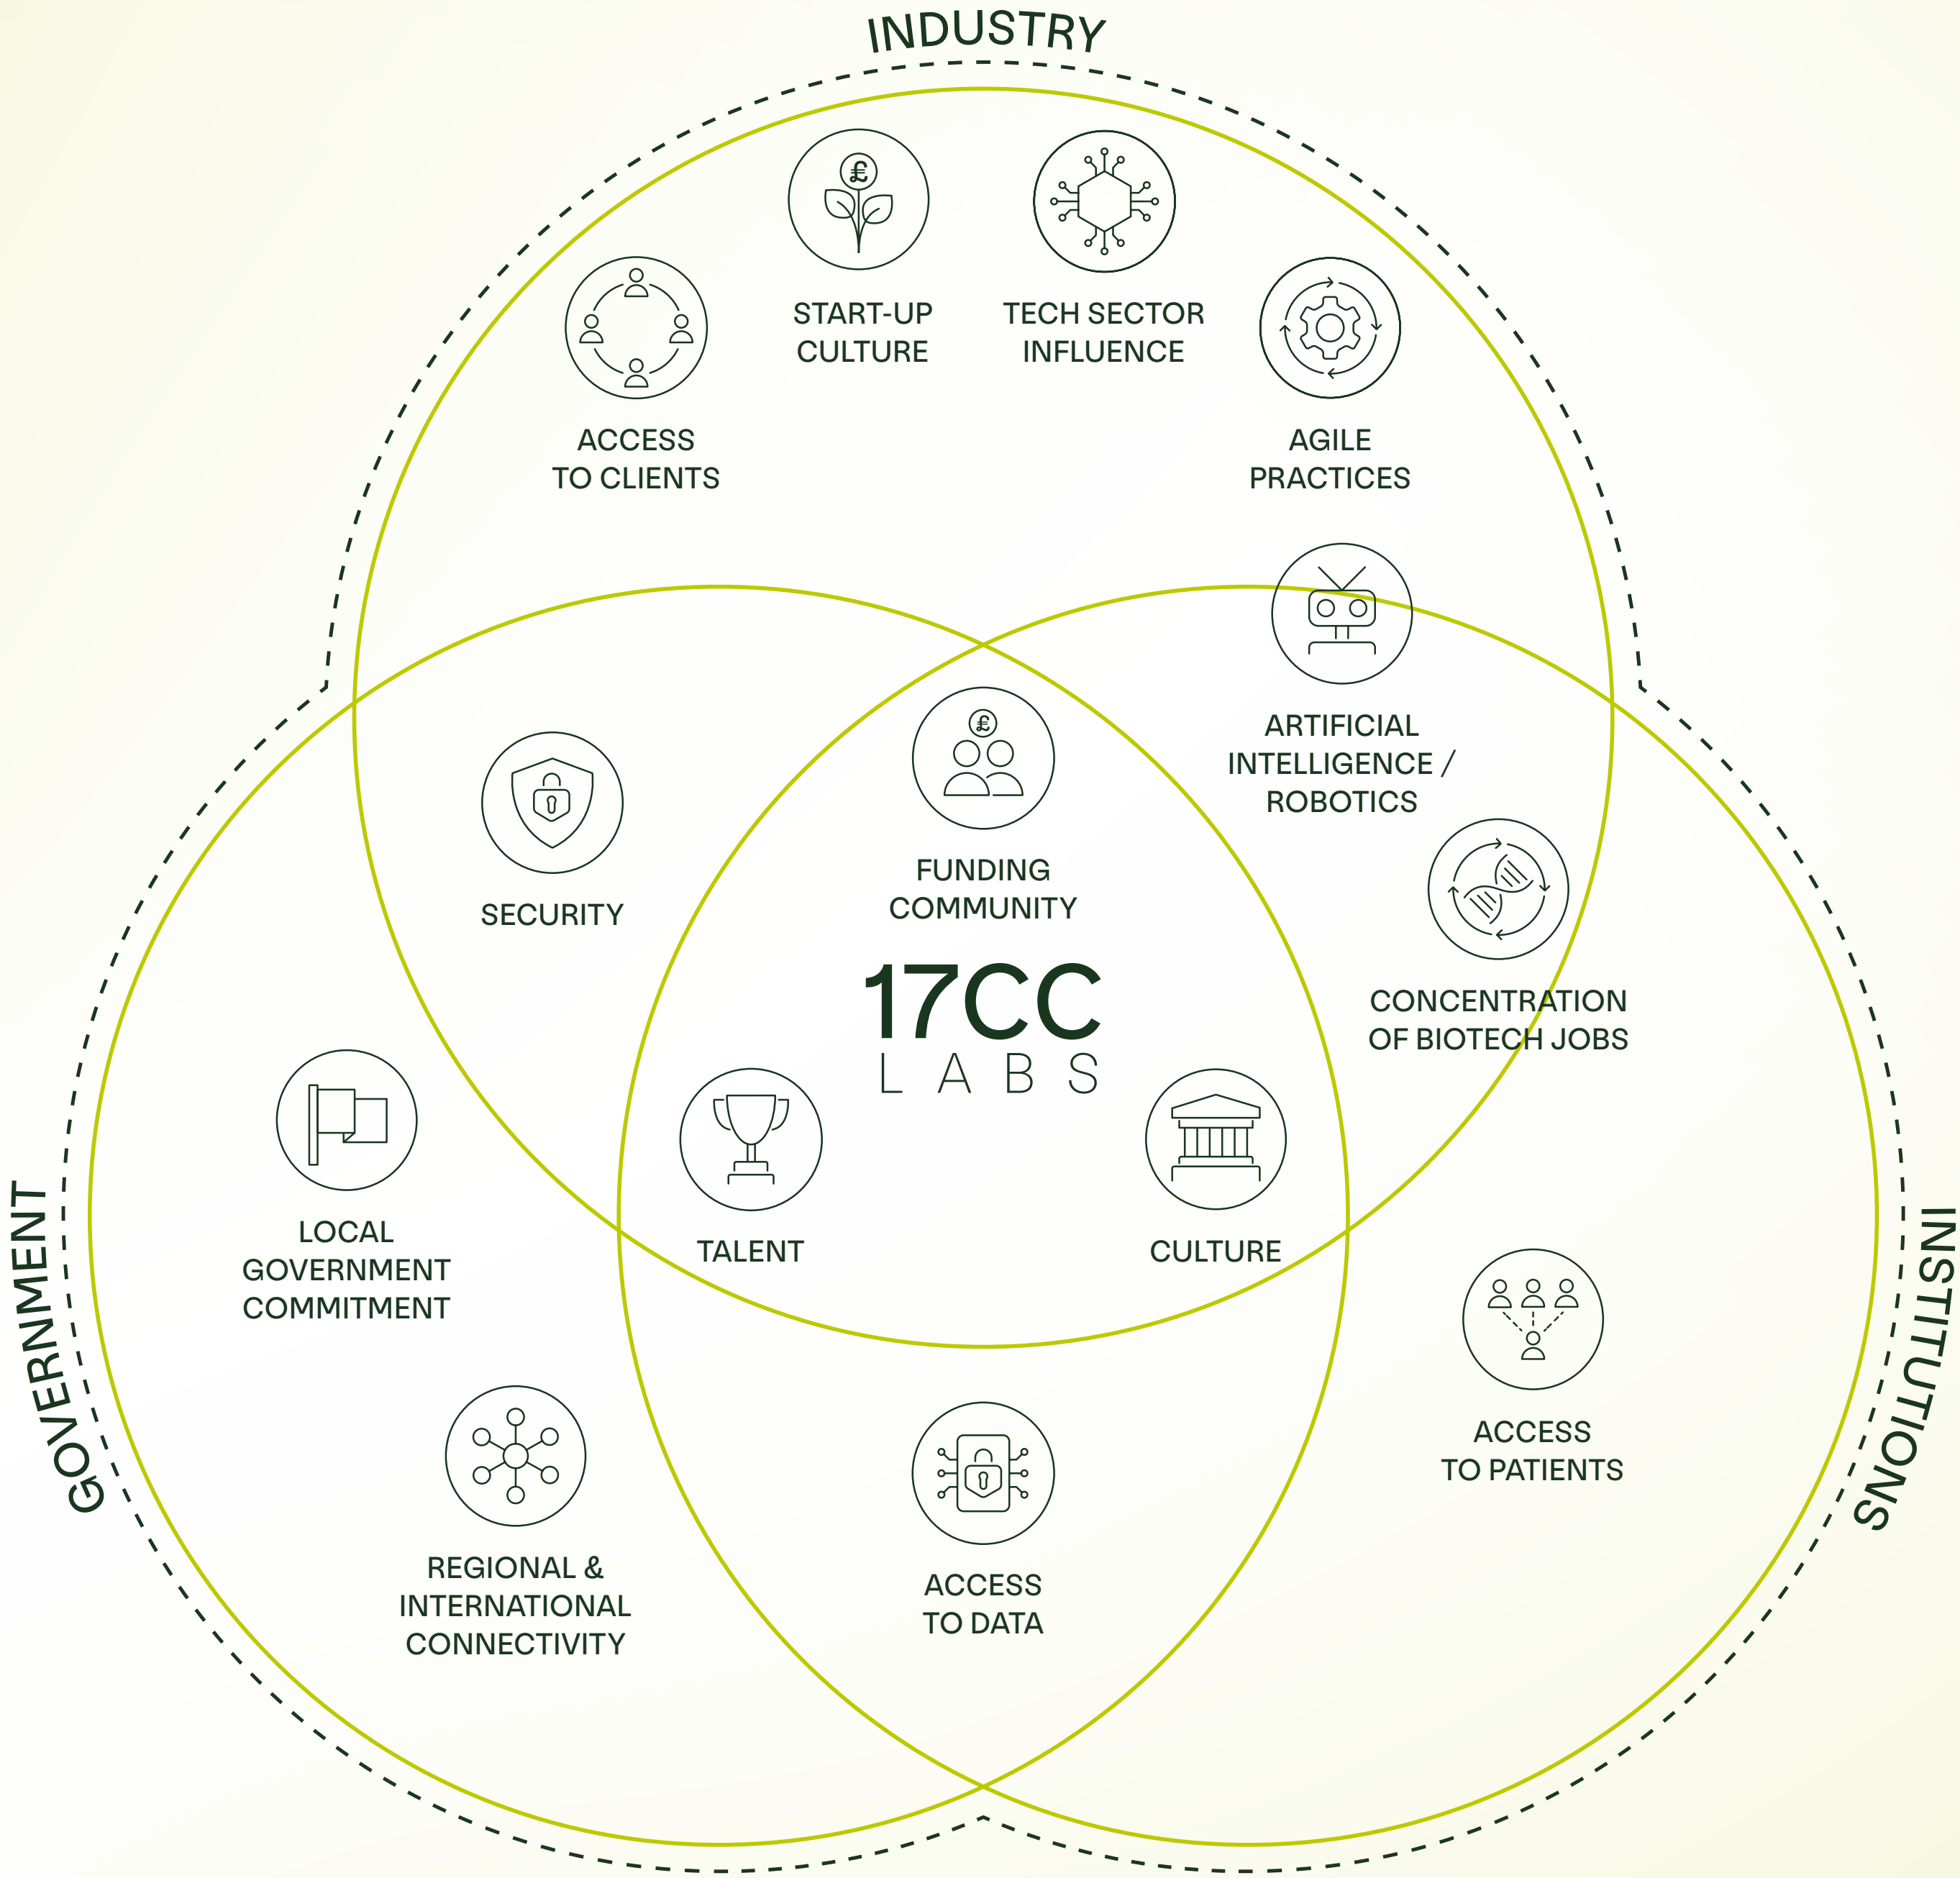 INDUSTRY
£
START-UP
CULTURE
TECH SECTOR
INFLUENCE
ACCESS
TO CLIENTS
AGILE
PRACTICES
ARTIFICIAL
INTELLIGENCE /
ROBOTICS
SECURITY
£
FUNDING
COMMUNITY
CONCENTRATION
OF BIOTECH JOBS
17CC
LABS
LOCAL
GOVERNMENT
COMMITMENT
TALENT
CULTURE
GOVERNMENT
INSTITUTIONS
ACCESS
TO PATIENTS
REGIONAL &
INTERNATIONAL
CONNECTIVITY
ACCESS
TO DATA